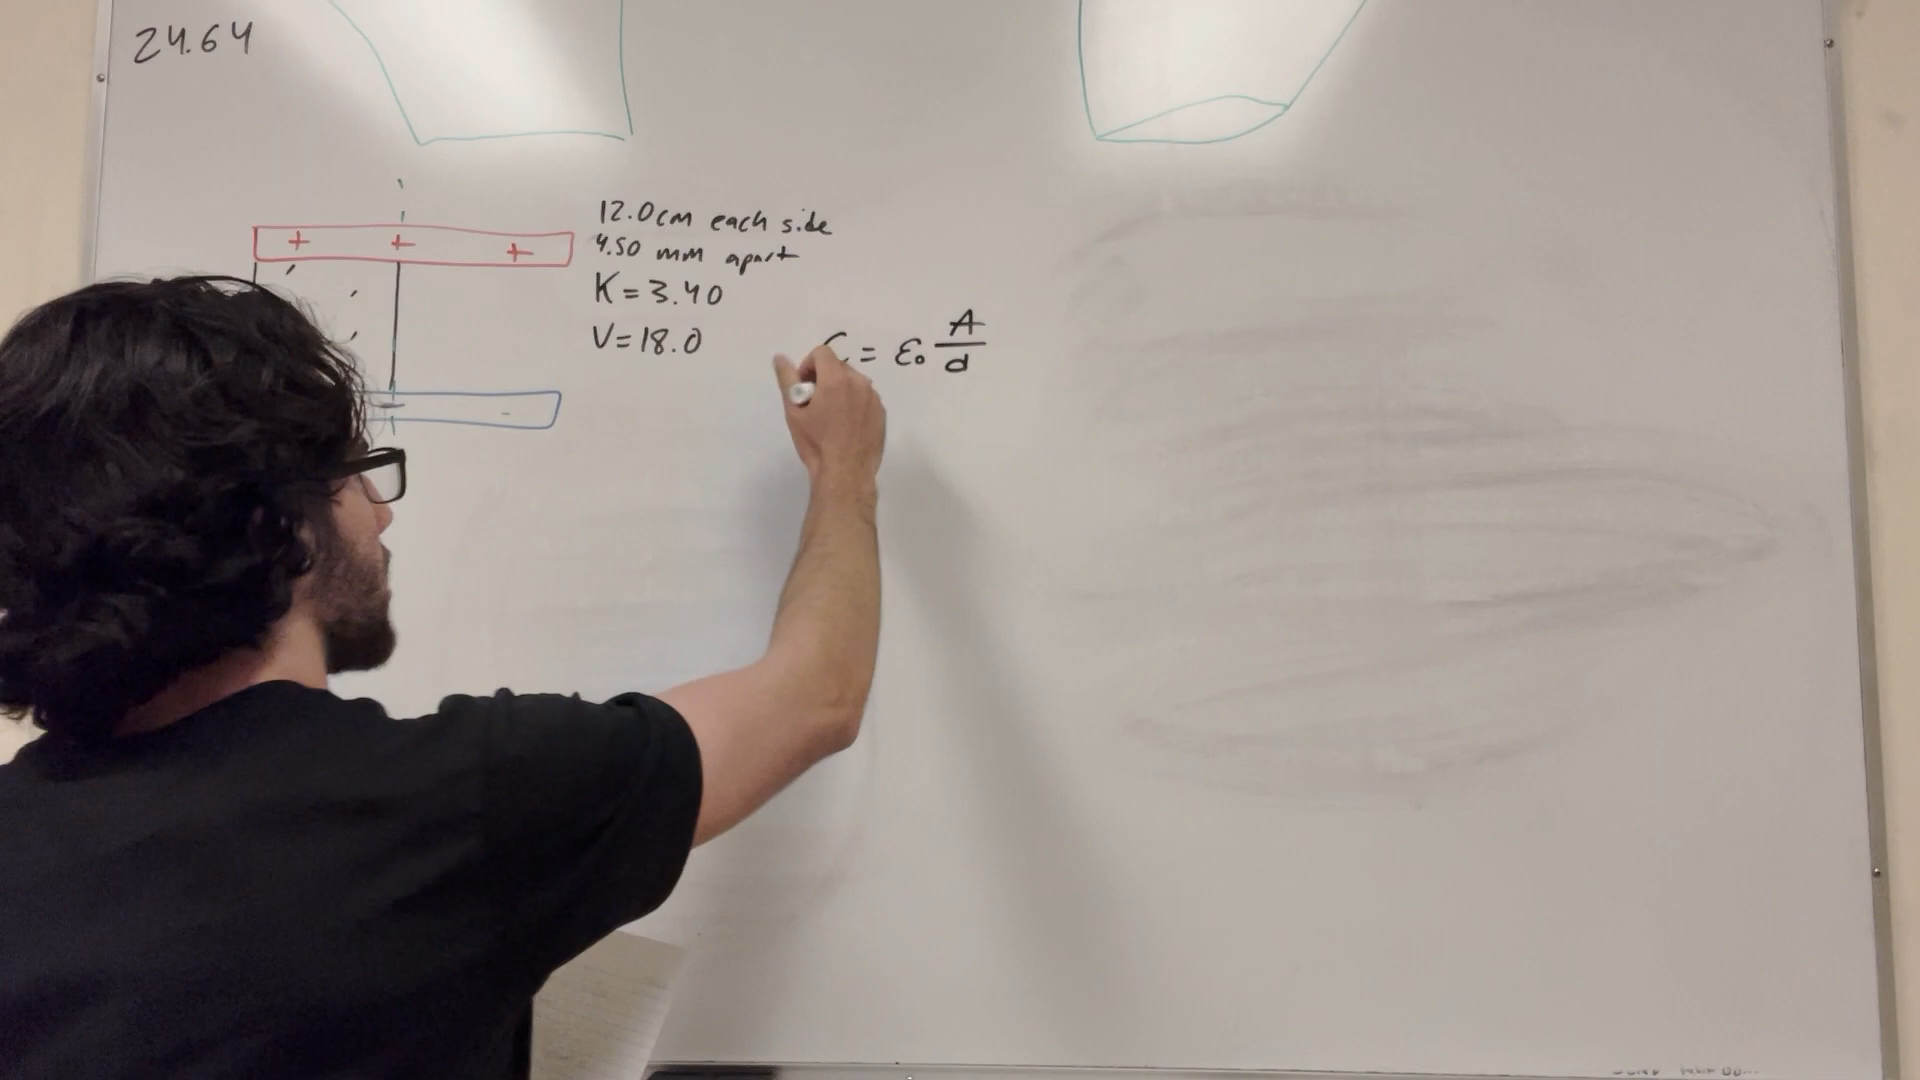 24.64
+ + +
12.0cm each side
4.50 mm apart
K = 3.40
V = 18.0
C = ε₀ A/d